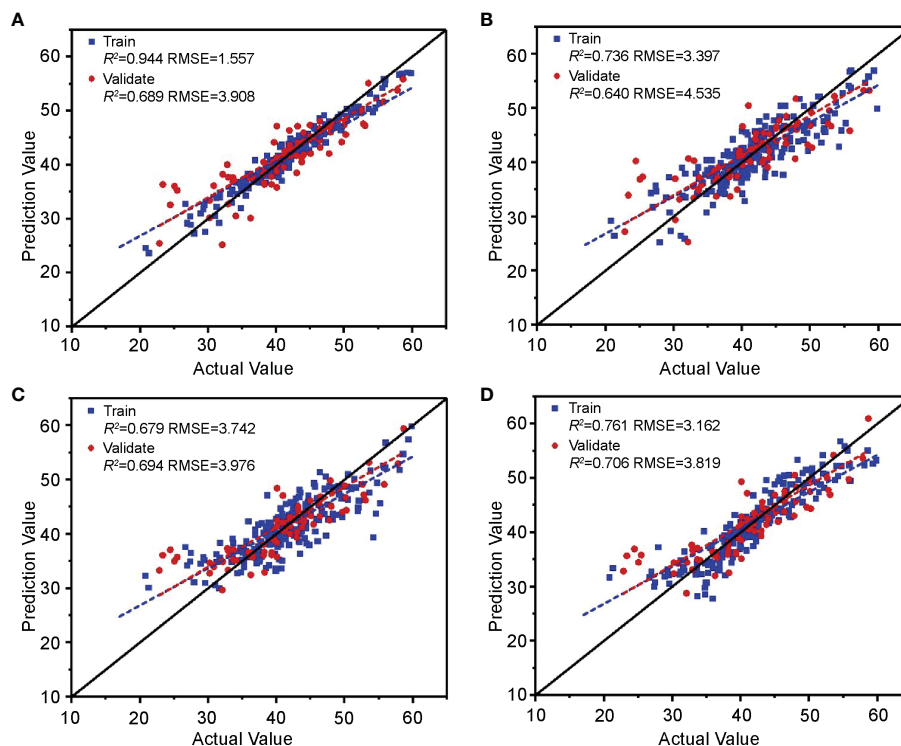 A
Train
R²=0.944 RMSE=1.557
Validate
R²=0.689 RMSE=3.908
60
50
40
30
20
10
Prediction Value
10 20 30 40 50 60
Actual Value
B
Train
R²=0.736 RMSE=3.397
Validate
R²=0.640 RMSE=4.535
60
50
40
30
20
10
Prediction Value
10 20 30 40 50 60
Actual Value
C
Train
R²=0.679 RMSE=3.742
Validate
R²=0.694 RMSE=3.976
60
50
40
30
20
10
Prediction Value
10 20 30 40 50 60
Actual Value
D
Train
R²=0.761 RMSE=3.162
Validate
R²=0.706 RMSE=3.819
60
50
40
30
20
10
Prediction Value
10 20 30 40 50 60
Actual Value